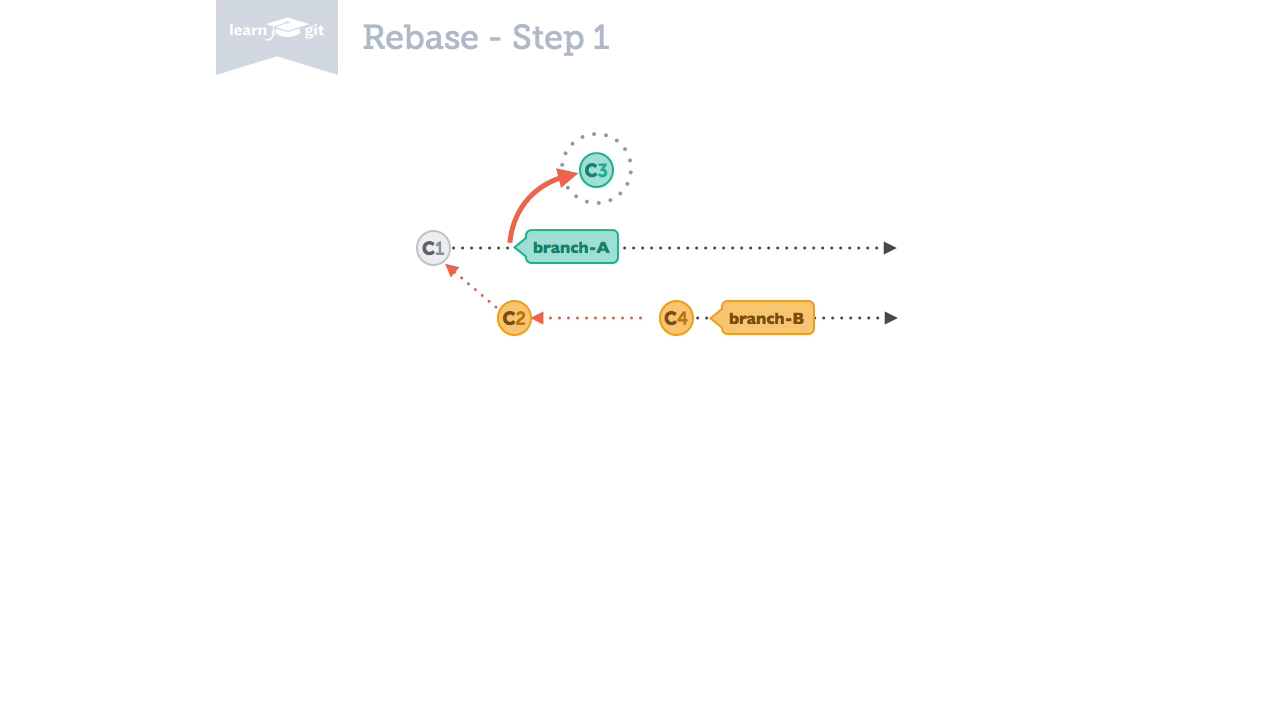 learn git
Rebase - Step 1
C3
C1
branch-A
C2
C4
branch-B